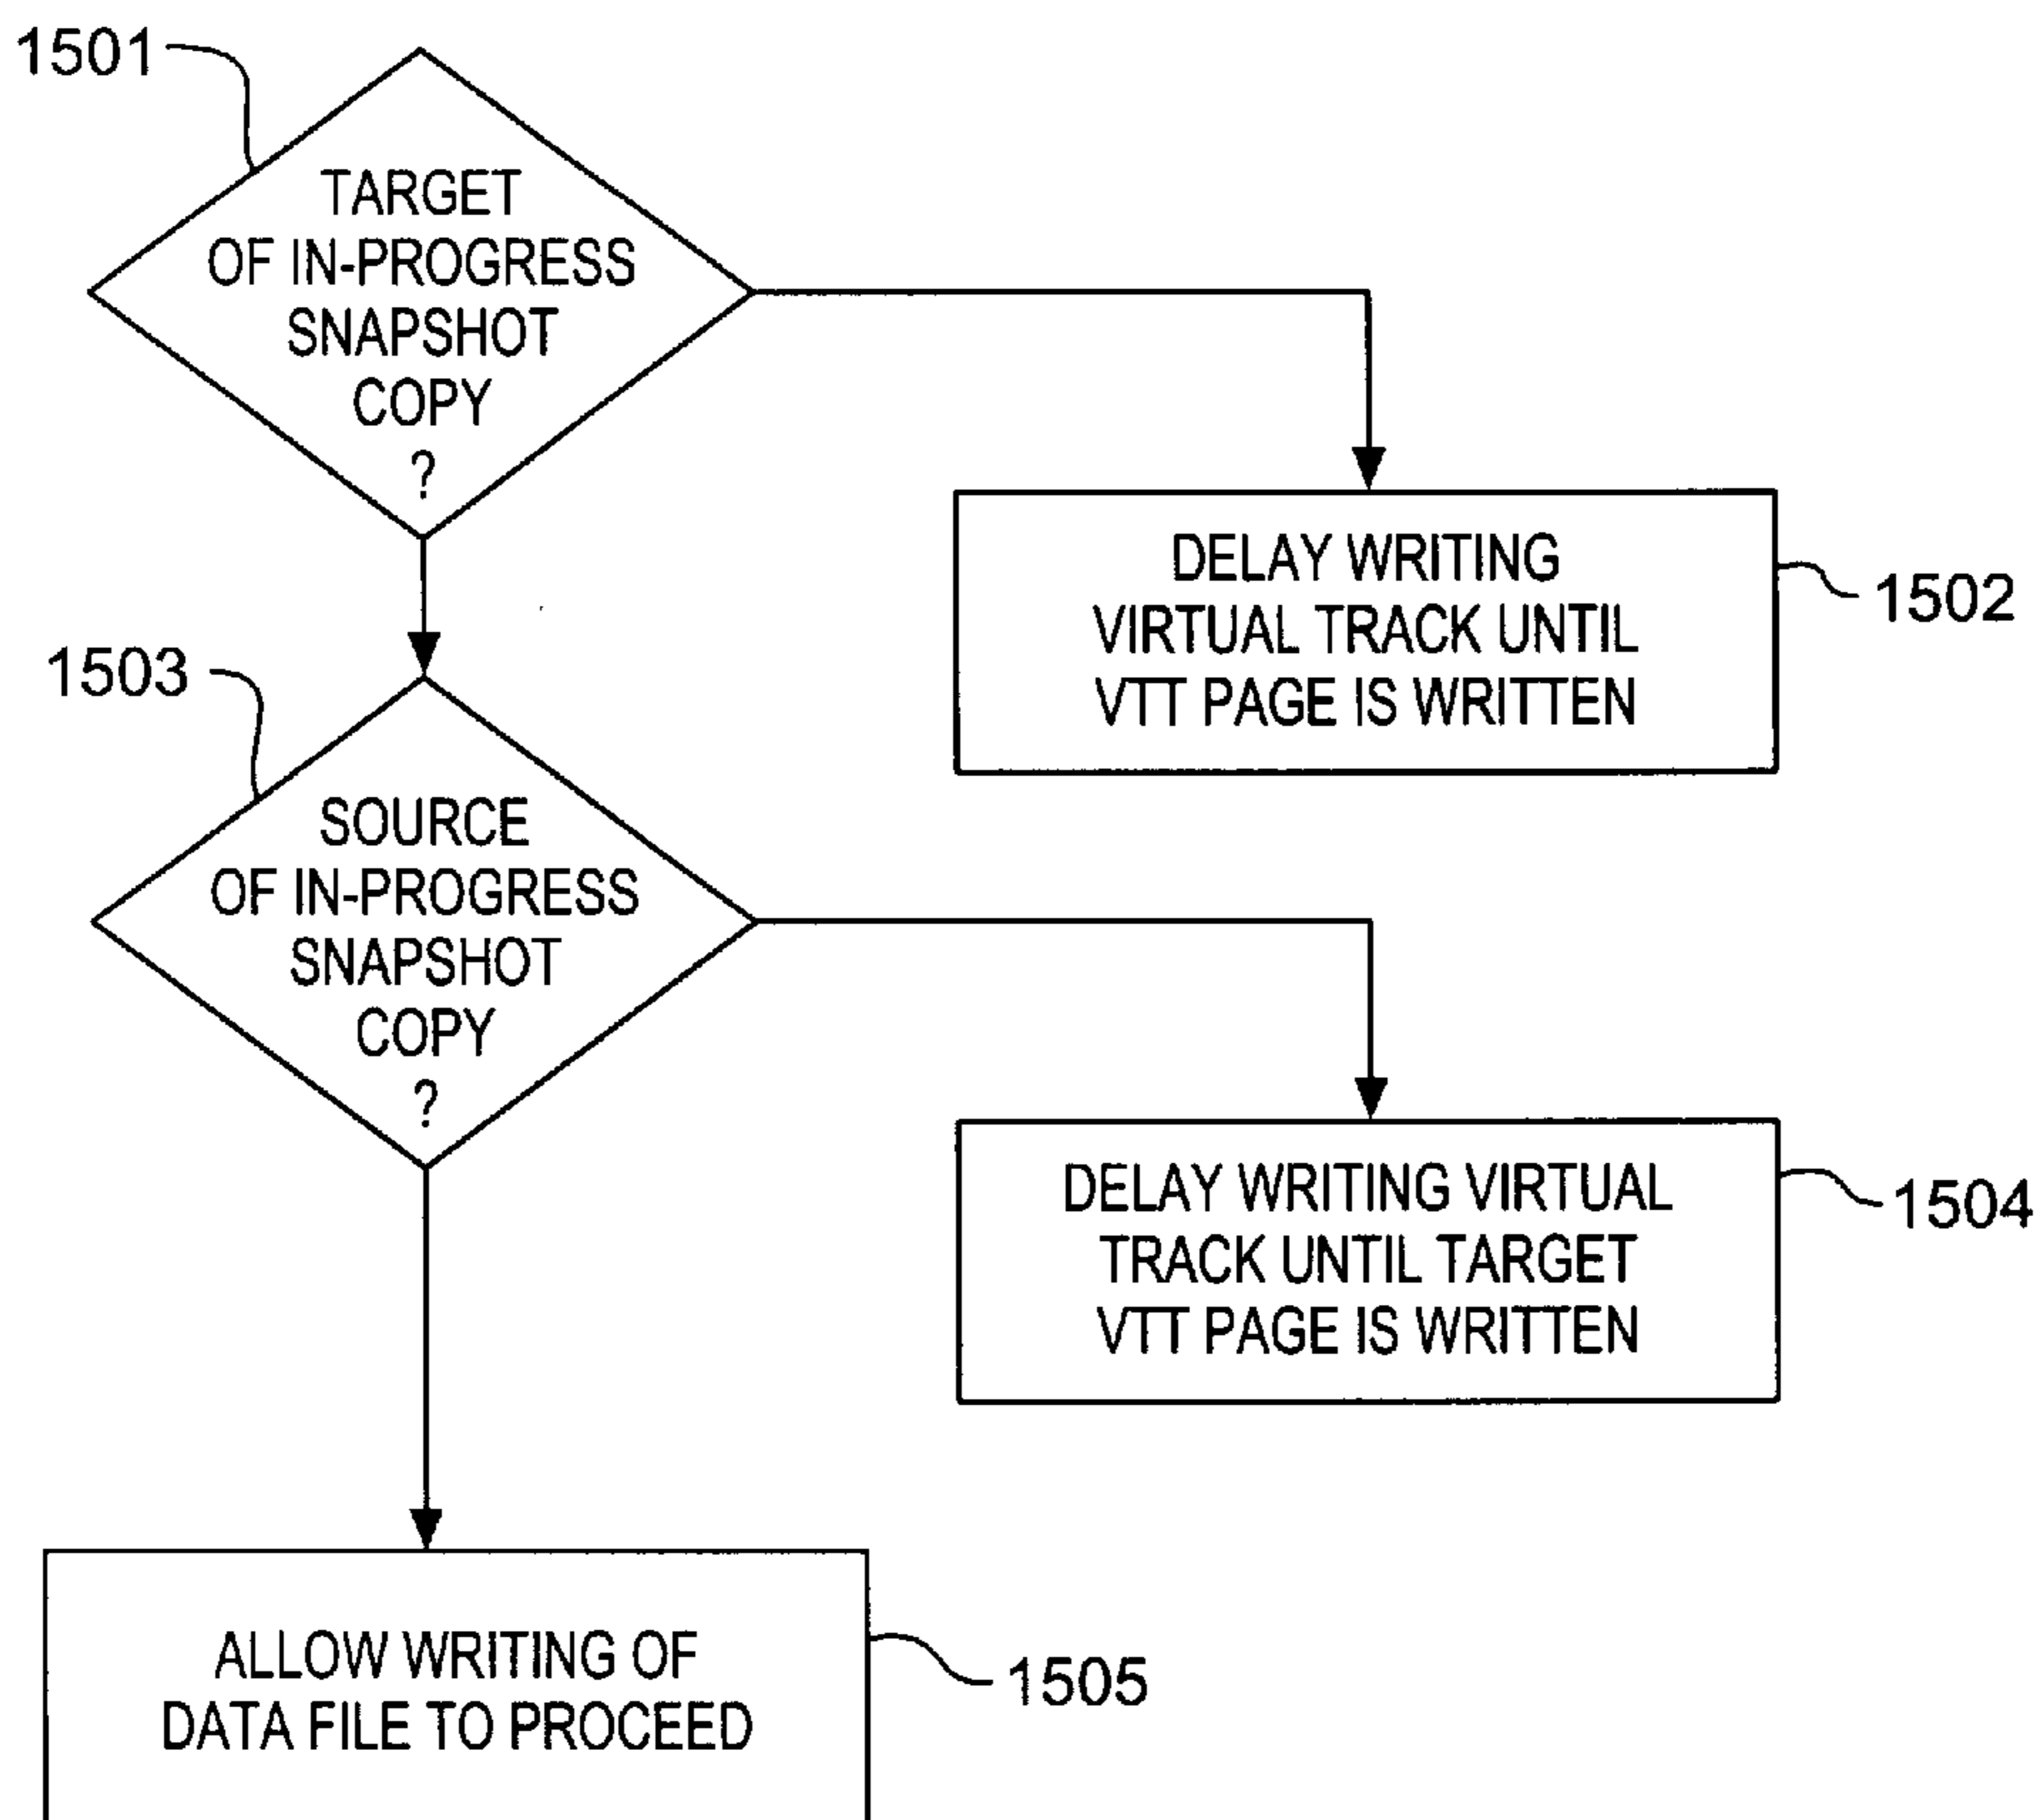 1501
TARGET
OF IN-PROGRESS
SNAPSHOT
COPY
?
DELAY WRITING
VIRTUAL TRACK UNTIL
VTT PAGE IS WRITTEN
1502
1503
SOURCE
OF IN-PROGRESS
SNAPSHOT
COPY
?
DELAY WRITING VIRTUAL
TRACK UNTIL TARGET
VTT PAGE IS WRITTEN
1504
ALLOW WRITING OF
DATA FILE TO PROCEED
1505